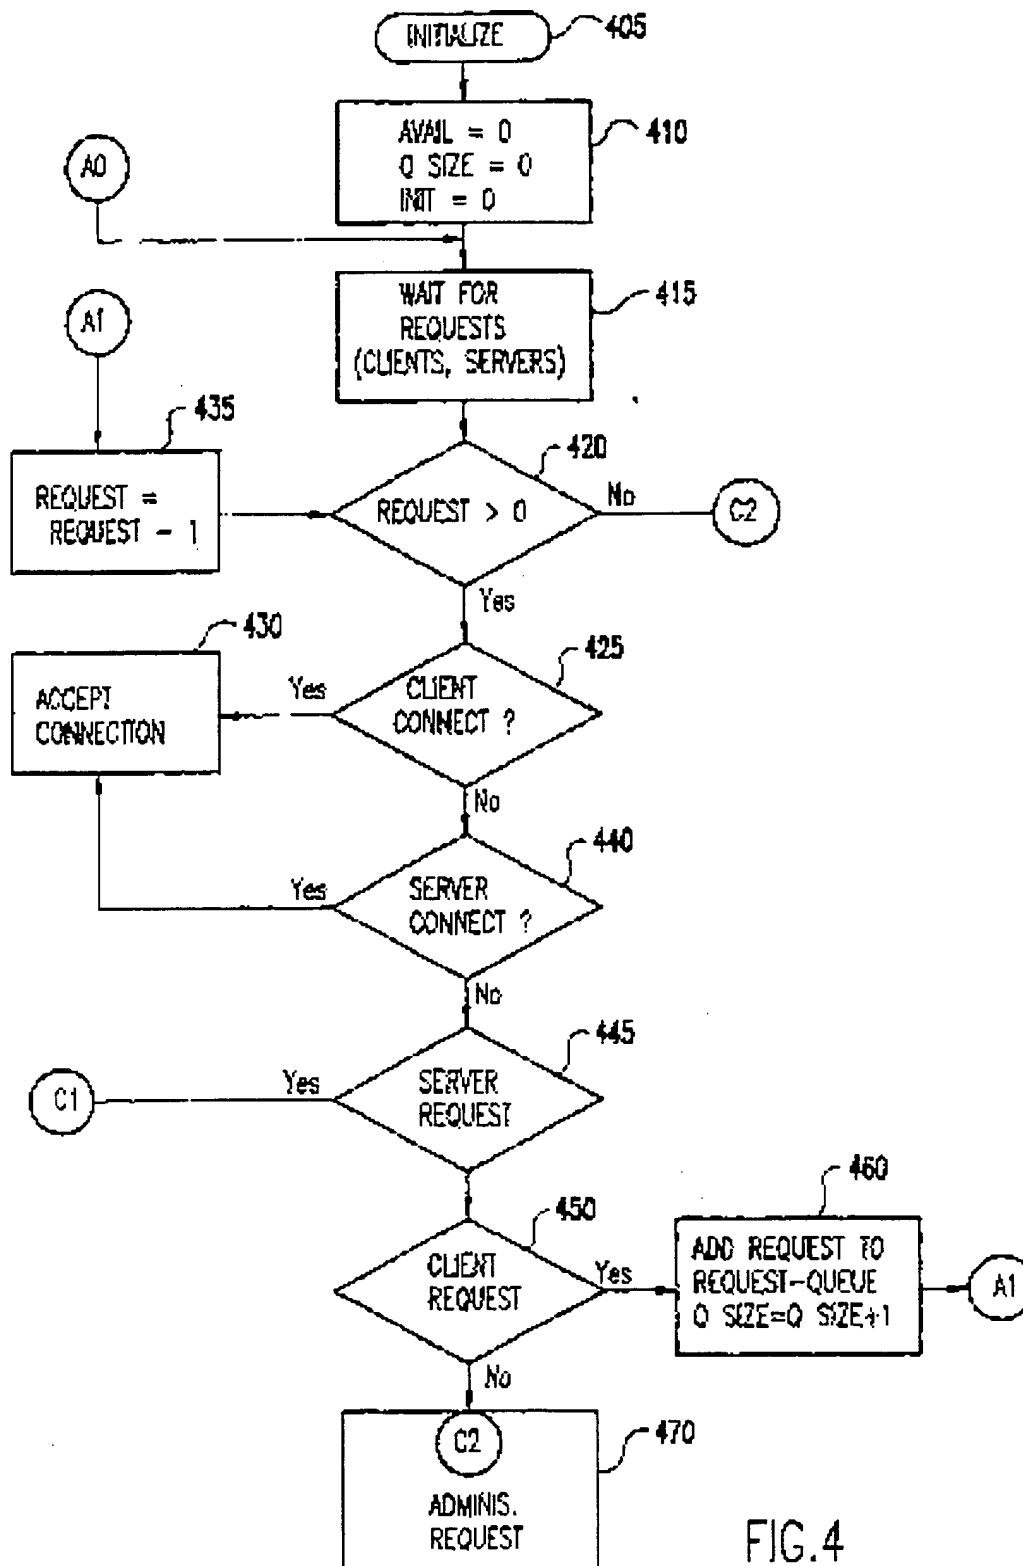 INITIALIZE
405
AVAIL = 0
Q SIZE = 0
INIT = 0
410
A0
WAIT FOR
REQUESTS
(CLIENTS, SERVERS)
415
A1
435
REQUEST =
REQUEST - 1
420
REQUEST > 0
No
C2
Yes
430
ACCEPT
CONNECTION
Yes
425
CLIENT
CONNECT ?
No
440
Yes
SERVER
CONNECT ?
No
445
C1
Yes
SERVER
REQUEST
450
CLIENT
REQUEST
Yes
460
ADD REQUEST TO
REQUEST-QUEUE
Q SIZE=Q SIZE+1
A1
No
C2
470
ADMINIS.
REQUEST
FIG.4